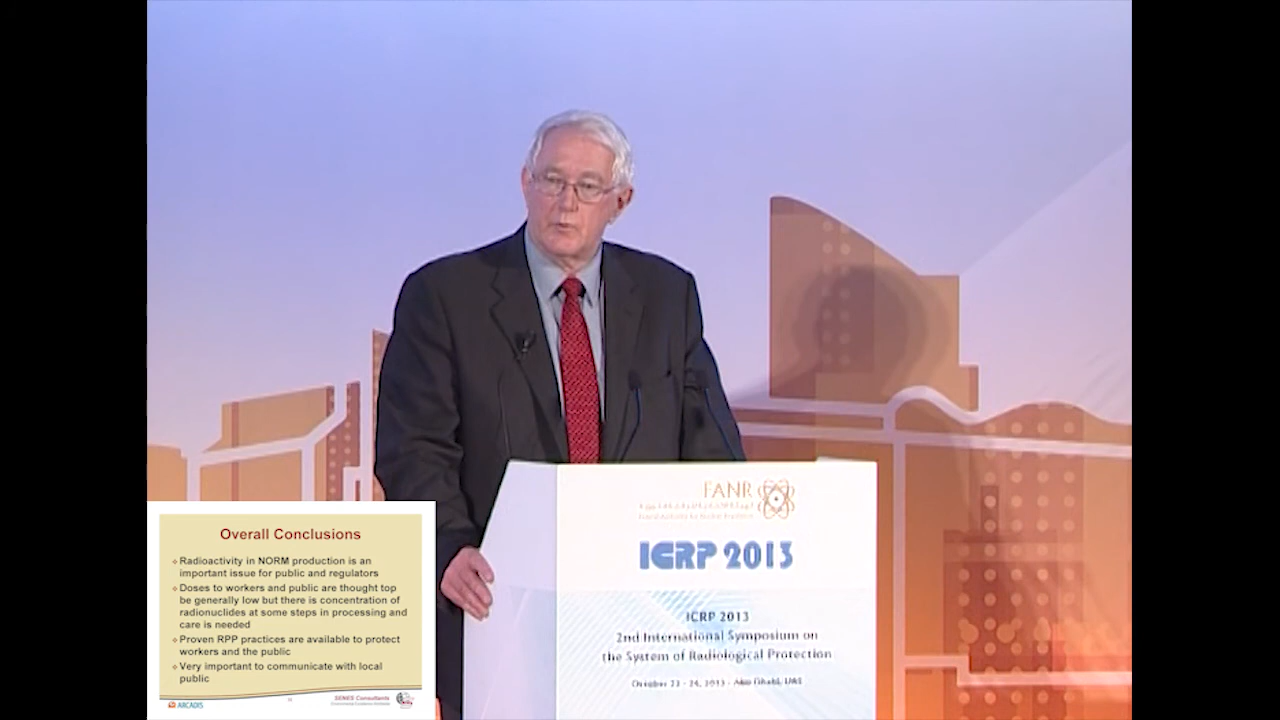 FANR
ICRP 2013
ICRP 2013
2nd International Symposium on
the System of Radiological Protection
October 22 - 24, 2013 - Abu Dhabi, UAE
Overall Conclusions
Radioactivity in NORM production is an
important issue for public and regulators
Doses to workers and public are thought top
be generally low but there is concentration of
radionuclides at some steps in processing and
care is needed
Proven RPP practices are available to protect
workers and the public
Very important to communicate with local
public
ARCADIS
SENES Consultants